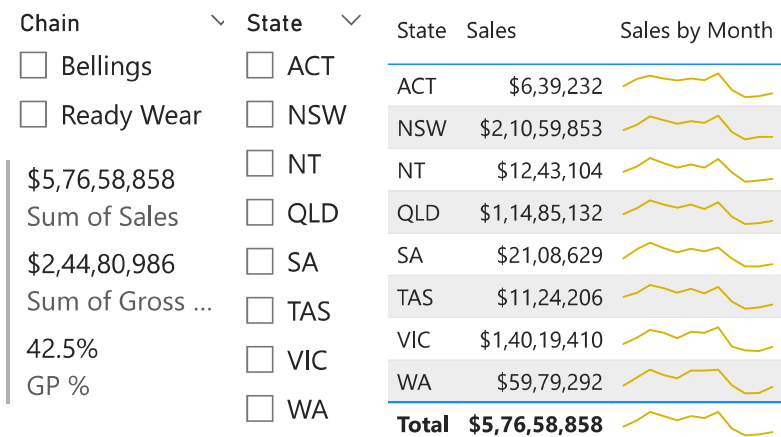 Chain
Bellings
Ready Wear
$5,76,58,858
Sum of Sales
$2,44,80,986
Sum of Gross ...
42.5%
GP %
State
ACT
NSW
NT
QLD
SA
TAS
VIC
WA
State Sales Sales by Month
ACT $6,39,232
NSW $2,10,59,853
NT $12,43,104
QLD $1,14,85,132
SA $21,08,629
TAS $11,24,206
VIC $1,40,19,410
WA $59,79,292
Total $5,76,58,858